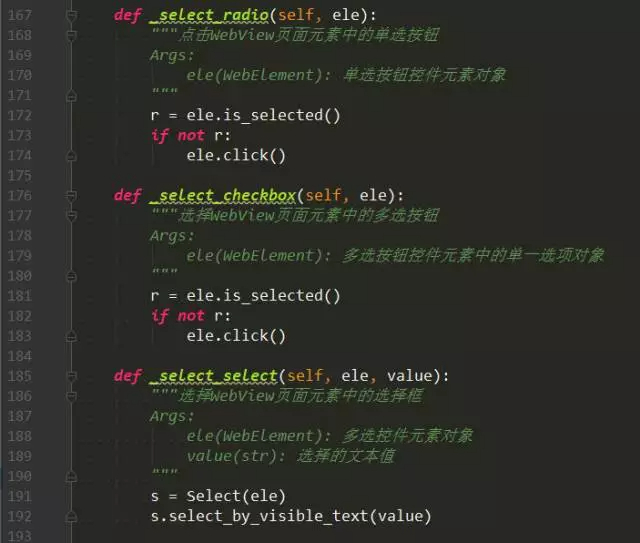 167 def _select_radio(self, ele):
168 """点击WebView页面元素中的单选按钮
169 Args:
170 ele(WebElement): 单选按钮控件元素对象
171 """
172 r = ele.is_selected()
173 if not r:
174 ele.click()
175
176 def _select_checkbox(self, ele):
177 """选择WebView页面元素中的多选按钮
178 Args:
179 ele(WebElement): 多选按钮控件元素中的单一选项对象
180 """
181 r = ele.is_selected()
182 if not r:
183 ele.click()
184
185 def _select_select(self, ele, value):
186 """选择WebView页面元素中的选择框
187 Args:
188 ele(WebElement): 多选控件元素对象
189 value(str): 选择的文本值
190 """
191 s = Select(ele)
192 s.select_by_visible_text(value)
193